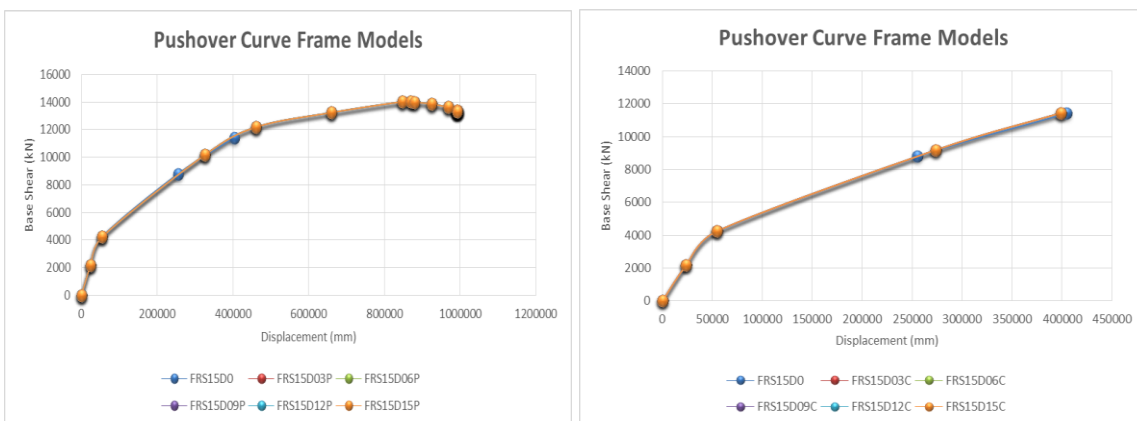 Pushover Curve Frame Models
16000
14000
12000
10000
8000
6000
4000
2000
0
Base Shear (kN)
0 200000 400000 600000 800000 1000000 1200000
Displacement (mm)
FRS15D0 FRS15D03P FRS15D06P
FRS15D09P FRS15D12P FRS15D15P
Pushover Curve Frame Models
14000
12000
10000
8000
6000
4000
2000
0
Base Shear (kN)
0 50000 100000 150000 200000 250000 300000 350000 400000 450000
Displacement (mm)
FRS15D0 FRS15D03C FRS15D06C
FRS15D09C FRS15D12C FRS15D15C